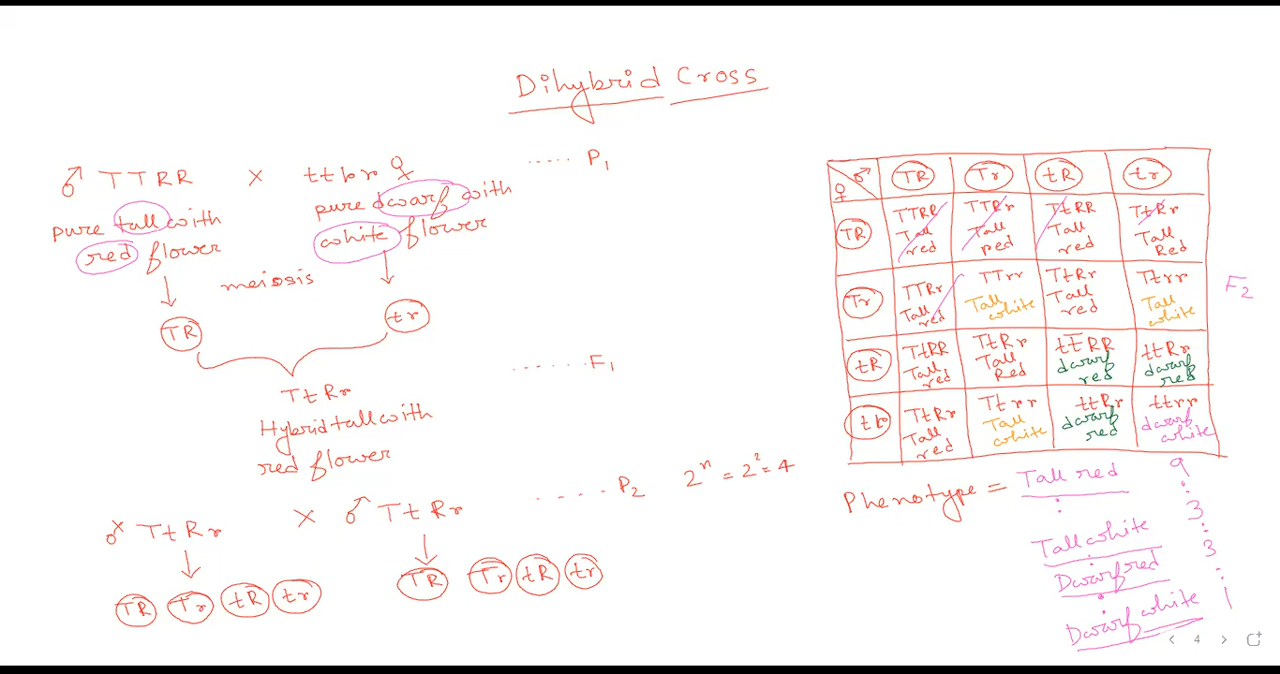 Dihybrid Cross
♂ TTRR × ttrr ♀ ..... P1
pure tall with
red flower
pure dwarf with
white flower
meiosis
TR
tr
...... F1
TtRr
Hybrid tall with
red flower
..... P2
2^n = 2^2 = 4
TtRr × ♂ TtRr
TR Tr tR tr
TR Tr tR tr
♀ ♂ TR Tr tR tr
TR TTRR TTRr TtRR TtRr
Tall Tall Tall Tall
red red red Red
Tr TTRr TTrr TtRr Ttrr
Tall Tall Tall Tall
red white red white
tR TtRR TtRr ttRR ttRr
Tall Tall dwarf dwarf
red Red red red
tr TtRr Ttrr ttRr ttrr
Tall Tall dwarf dwarf
red white red white
F2
Phenotype = Tall red 9
: :
Tall white 3
: :
Dwarf red 3
: :
Dwarf white 1
< 4 >